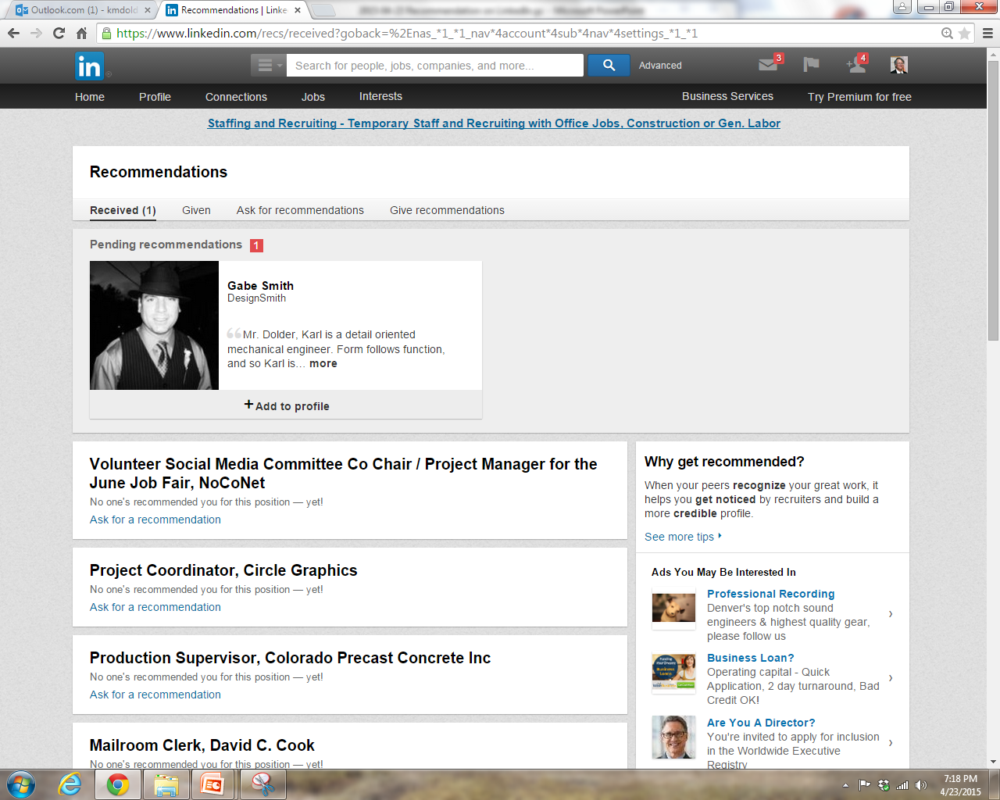 Outlook.com (1) - kmdold
Recommendations | Linke
https://www.linkedin.com/recs/received?goback=%2Enas_*1_*1_nav*4account*4sub*4nav*4settings_*1_*1
in
Search for people, jobs, companies, and more...
Advanced
3
4
Home
Profile
Connections
Jobs
Interests
Business Services
Try Premium for free
Staffing and Recruiting - Temporary Staff and Recruiting with Office Jobs, Construction or Gen. Labor
Recommendations
Received (1)
Given
Ask for recommendations
Give recommendations
Pending recommendations 1
Gabe Smith
DesignSmith
“Mr. Dolder, Karl is a detail oriented
mechanical engineer. Form follows function,
and so Karl is... more
+Add to profile
Volunteer Social Media Committee Co Chair / Project Manager for the
June Job Fair, NoCoNet
No one's recommended you for this position — yet!
Ask for a recommendation
Project Coordinator, Circle Graphics
No one's recommended you for this position — yet!
Ask for a recommendation
Production Supervisor, Colorado Precast Concrete Inc
No one's recommended you for this position — yet!
Ask for a recommendation
Mailroom Clerk, David C. Cook
No one's recommended you for this position — yet!
Why get recommended?
When your peers recognize your great work, it
helps you get noticed by recruiters and build a
more credible profile.
See more tips
Ads You May Be Interested In
Professional Recording
Denver's top notch sound
engineers & highest quality gear,
please follow us
Business Loan?
Operating capital - Quick
Application, 2 day turnaround, Bad
Credit OK!
Are You A Director?
You're invited to apply for inclusion
in the Worldwide Executive
Registry
7:18 PM
4/23/2015